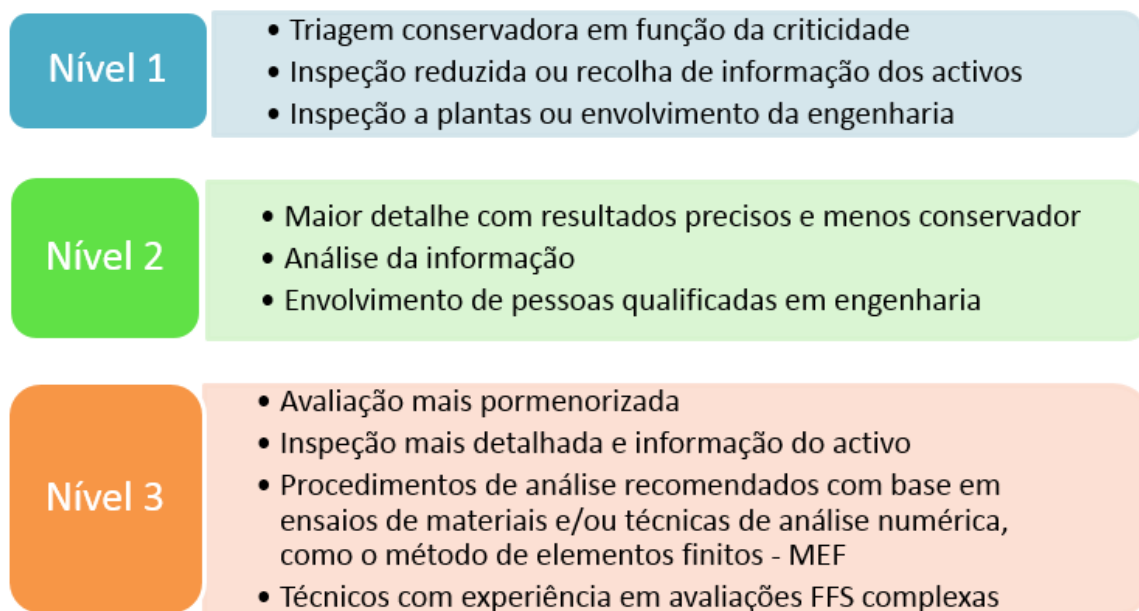 Nível 1
• Triagem conservadora em função da criticidade
• Inspeção reduzida ou recolha de informação dos activos
• Inspeção a plantas ou envolvimento da engenharia
Nível 2
• Maior detalhe com resultados precisos e menos conservador
• Análise da informação
• Envolvimento de pessoas qualificadas em engenharia
Nível 3
• Avaliação mais pormenorizada
• Inspeção mais detalhada e informação do activo
• Procedimentos de análise recomendados com base em
ensaios de materiais e/ou técnicas de análise numérica,
como o método de elementos finitos - MEF
• Técnicos com experiência em avaliações FFS complexas